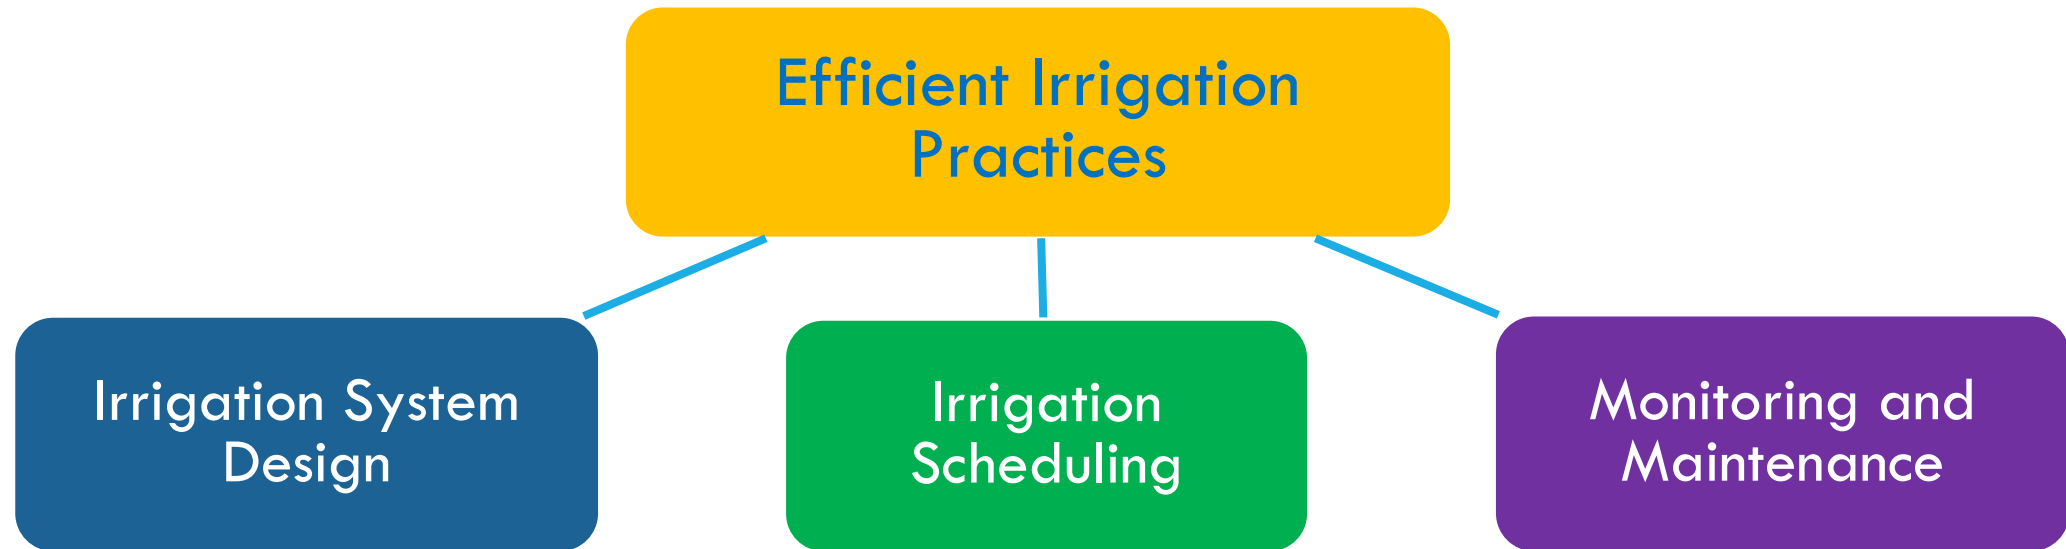 Efficient Irrigation
Practices
Irrigation System
Design
Irrigation
Scheduling
Monitoring and
Maintenance